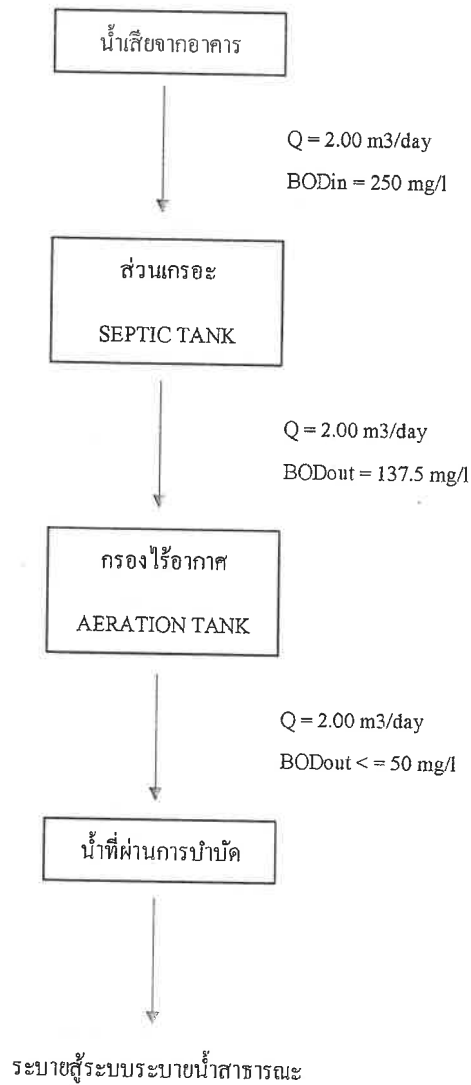 น้ำเสียจากอาคาร
Q = 2.00 m3/day
BODin = 250 mg/l
ส่วนเกรอะ
SEPTIC TANK
Q = 2.00 m3/day
BODout = 137.5 mg/l
กรองไร้อากาศ
AERATION TANK
Q = 2.00 m3/day
BODout < = 50 mg/l
น้ำที่ผ่านการบำบัด
ระบายสู้ระบบระบายน้ำสาธารณะ